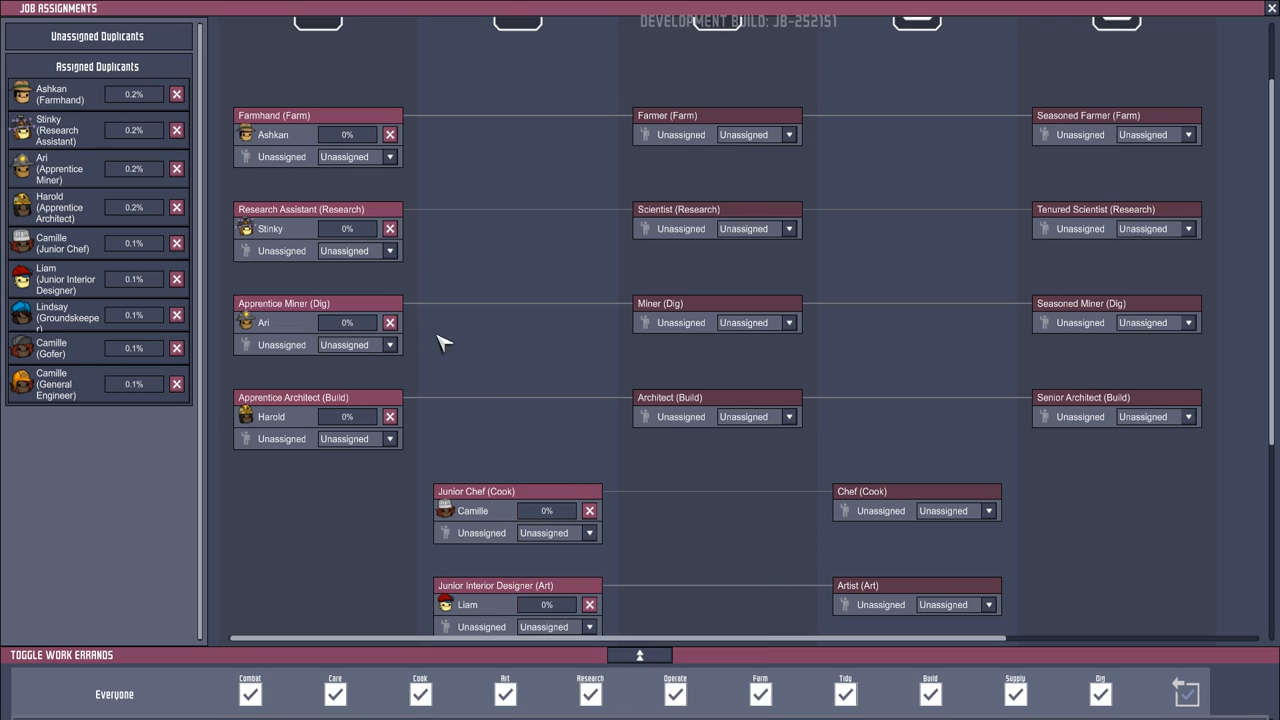 JOB ASSIGNMENTS
DEVELOPMENT BUILD: JB-252151
Unassigned Duplicants
Assigned Duplicants
Ashkan
(Farmhand)
0.2%
Stinky
(Research
Assistant)
0.2%
Ari
(Apprentice
Miner)
0.2%
Harold
(Apprentice
Architect)
0.2%
Camille
(Junior Chef)
0.1%
Liam
(Junior Interior
Designer)
0.1%
Lindsay
(Groundskeepe
r)
0.1%
Camille
(Gofer)
0.1%
Camille
(General
Engineer)
0.1%
Farmhand (Farm)
Ashkan 0%
Unassigned Unassigned
Farmer (Farm)
Unassigned Unassigned
Seasoned Farmer (Farm)
Unassigned Unassigned
Research Assistant (Research)
Stinky 0%
Unassigned Unassigned
Scientist (Research)
Unassigned Unassigned
Tenured Scientist (Research)
Unassigned Unassigned
Apprentice Miner (Dig)
Ari 0%
Unassigned Unassigned
Miner (Dig)
Unassigned Unassigned
Seasoned Miner (Dig)
Unassigned Unassigned
Apprentice Architect (Build)
Harold 0%
Unassigned Unassigned
Architect (Build)
Unassigned Unassigned
Senior Architect (Build)
Unassigned Unassigned
Junior Chef (Cook)
Camille 0%
Unassigned Unassigned
Chef (Cook)
Unassigned Unassigned
Junior Interior Designer (Art)
Liam 0%
Unassigned Unassigned
Artist (Art)
Unassigned Unassigned
TOGGLE WORK ERRANDS
Combat Care Cook Art Research Operate Farm Tidy Build Supply Dig
Everyone